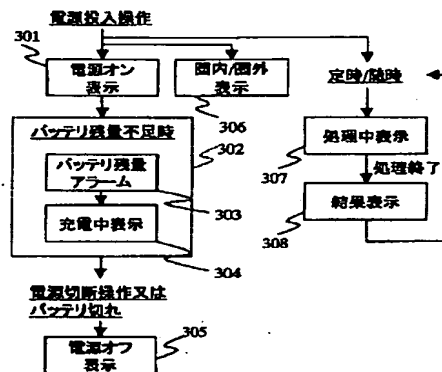 電源投入操作
301
電源オン
表示
圏内/圏外
表示
306
定時/随時
バッテリ残量不足時
302
バッテリ残量
アラーム
303
充電中表示
304
処理中表示
307
処理終了
結果表示
308
電源切断操作又は
バッテリ切れ
305
電源オフ
表示